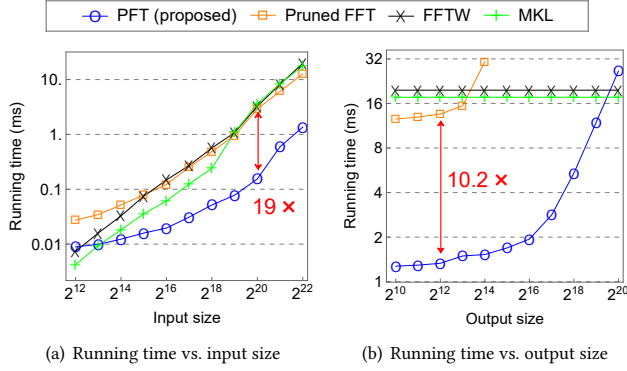 PFT (proposed) Pruned FFT FFTW MKL
Running time (ms)
10.
1.
0.1
0.01
19 ×
2^12 2^14 2^16 2^18 2^20 2^22
Input size
(a) Running time vs. input size
Running time (ms)
32
16
8
4
2
1
10.2 ×
2^10 2^12 2^14 2^16 2^18 2^20
Output size
(b) Running time vs. output size